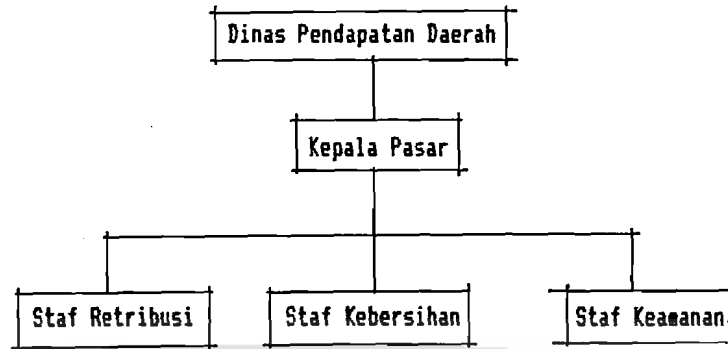 Dinas Pendapatan Daerah
Kepala Pasar
Staf Retribusi
Staf Kebersihan
Staf Keamanan